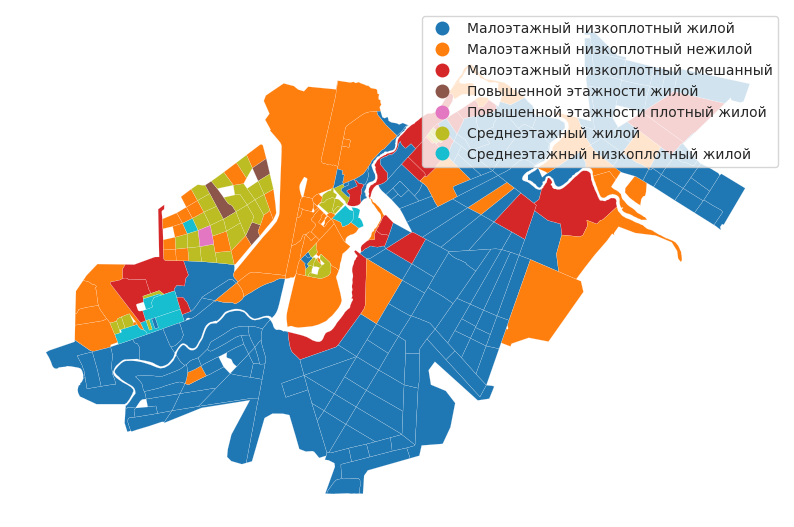 Малоэтажный низкоплотный жилой
Малоэтажный низкоплотный нежилой
Малоэтажный низкоплотный смешанный
Повышенной этажности жилой
Повышенной этажности плотный жилой
Среднеэтажный жилой
Среднеэтажный низкоплотный жилой